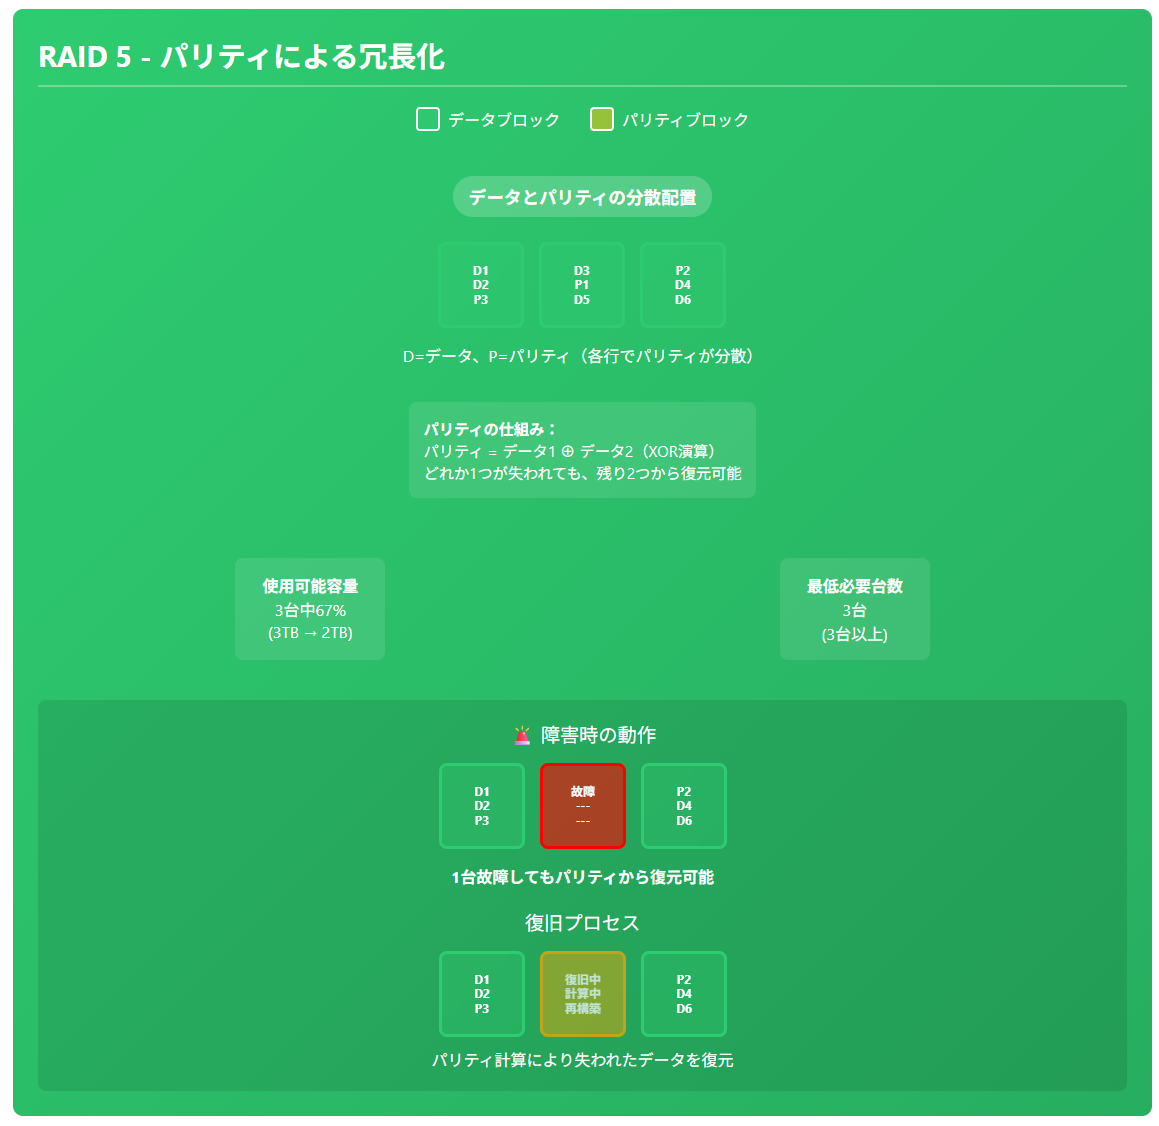 RAID 5 - パリティによる冗長化
データブロック パリティブロック
データとパリティの分散配置
D1
D2
P3
D3
P1
D5
P2
D4
D6
D=データ、P=パリティ（各行でパリティが分散）
パリティの仕組み：
パリティ = データ1 ⊕ データ2（XOR演算）
どれか1つが失われても、残り2つから復元可能
使用可能容量
3台中67%
(3TB → 2TB)
最低必要台数
3台
(3台以上)
🚨 障害時の動作
D1
D2
P3
故障
---
---
P2
D4
D6
1台故障してもパリティから復元可能
復旧プロセス
D1
D2
P3
復旧中
計算中
再構築
P2
D4
D6
パリティ計算により失われたデータを復元